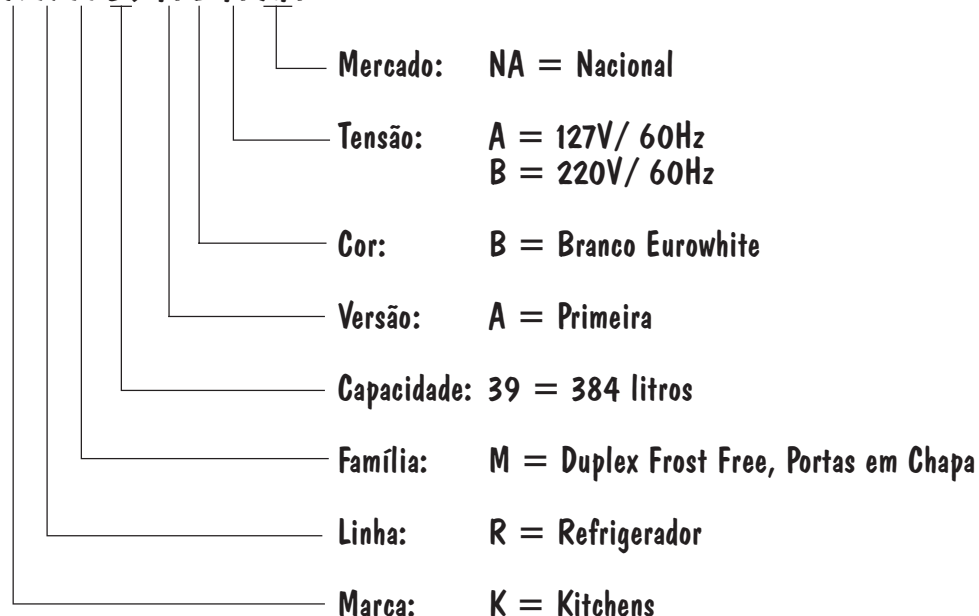 Mercado: NA = Nacional
Tensão: A = 127V/ 60Hz
B = 220V/ 60Hz
Cor: B = Branco Eurowhite
Versão: A = Primeira
Capacidade: 39 = 384 litros
Família: M = Duplex Frost Free, Portas em Chapa
Linha: R = Refrigerador
Marca: K = Kitchens